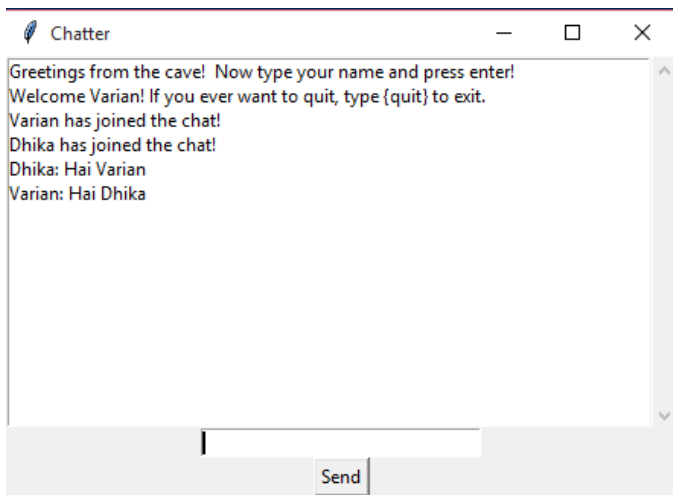 Chatter
Greetings from the cave!  Now type your name and press enter!
Welcome Varian! If you ever want to quit, type {quit} to exit.
Varian has joined the chat!
Dhika has joined the chat!
Dhika: Hai Varian
Varian: Hai Dhika
Send